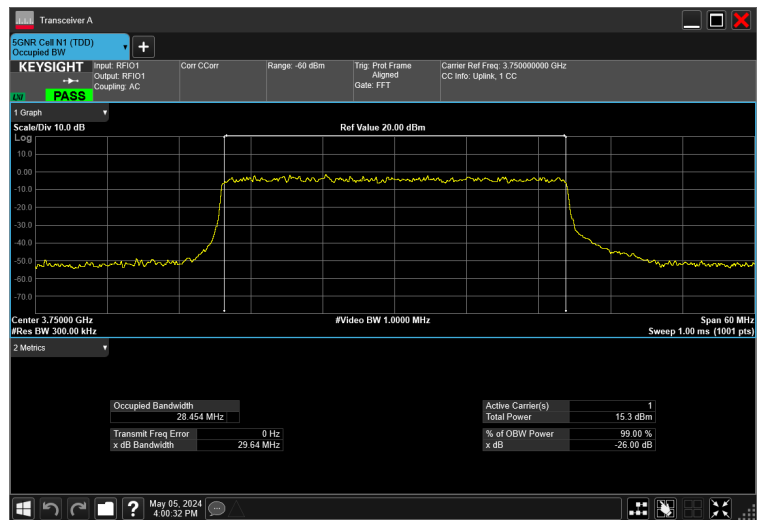 Transceiver A
5GNR Cell N1 (TDD)
Occupied BW
+
KEYSIGHT
Input: RFIO1
Output: RFIO1
Coupling: AC
Corr CCorr
Range: -60 dBm
Trig: Prot Frame
Aligned
Gate: FFT
Carrier Ref Freq: 3.750000000 GHz
CC Info: Uplink, 1 CC
LXI
PASS
1 Graph
Scale/Div 10.0 dB
Ref Value 20.00 dBm
Log
10.0
0.00
-10.0
-20.0
-30.0
-40.0
-50.0
-60.0
-70.0
Center 3.75000 GHz
#Video BW 1.0000 MHz
Span 60 MHz
#Res BW 300.00 kHz
Sweep 1.00 ms (1001 pts)
2 Metrics
Occupied Bandwidth
28.454 MHz
Transmit Freq Error 0 Hz
x dB Bandwidth 29.64 MHz
Active Carrier(s) 1
Total Power 15.3 dBm
% of OBW Power 99.00 %
x dB -26.00 dB
?
May 05, 2024
4:00:32 PM